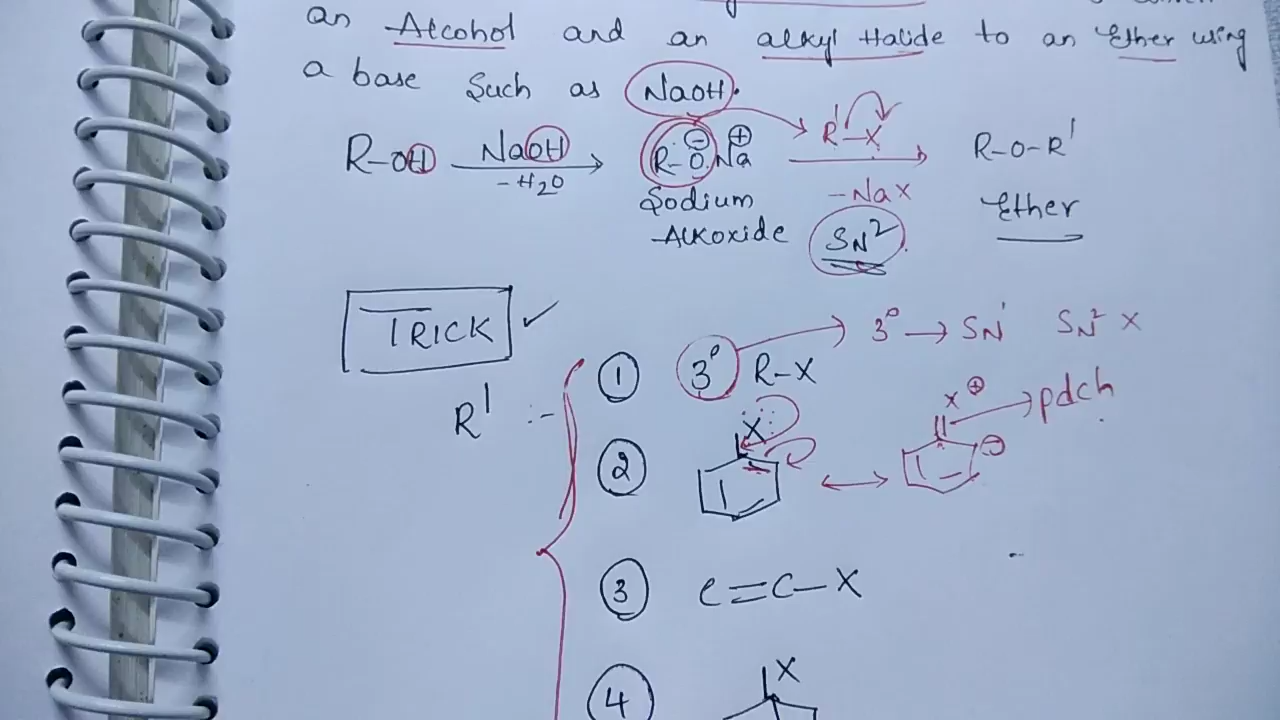 an Alcohol and an alkyl Halide to an Ether using
a base Such as NaOH.
R-OH NaOH -H2O R-O⊖ Na⊕ R'-X R-O-R'
Sodium -NaX Ether
Alkoxide SN2
TRICK ✓
R' :-
① 3° R-X 3° → SN1 SN2 X
② X ↔ X⊕ ⊖ pdch
③ C=C-X
④ X